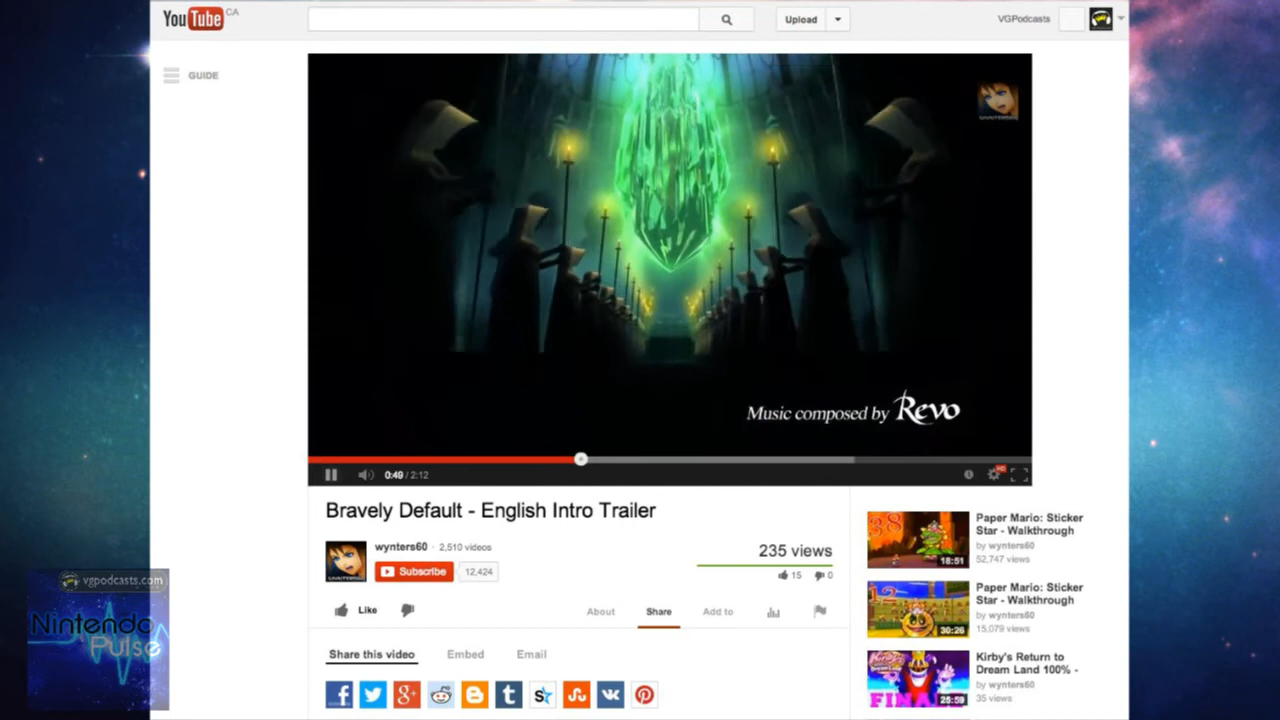 YouTube CA
Upload
VGPodcasts
GUIDE
Music composed by Revo
0:49 / 2:12
HD
Bravely Default - English Intro Trailer
wynters60 · 2,510 videos
Subscribe 12,424
235 views
15 0
Like
About Share Add to
Share this video Embed Email
38
18:51
Paper Mario: Sticker
Star - Walkthrough
by wynters60
52,747 views
12
30:26
Paper Mario: Sticker
Star - Walkthrough
by wynters60
15,079 views
FINAL
25:59
Kirby's Return to
Dream Land 100% -
by wynters60
35 views
vgpodcasts.com
Nintendo
Pulse